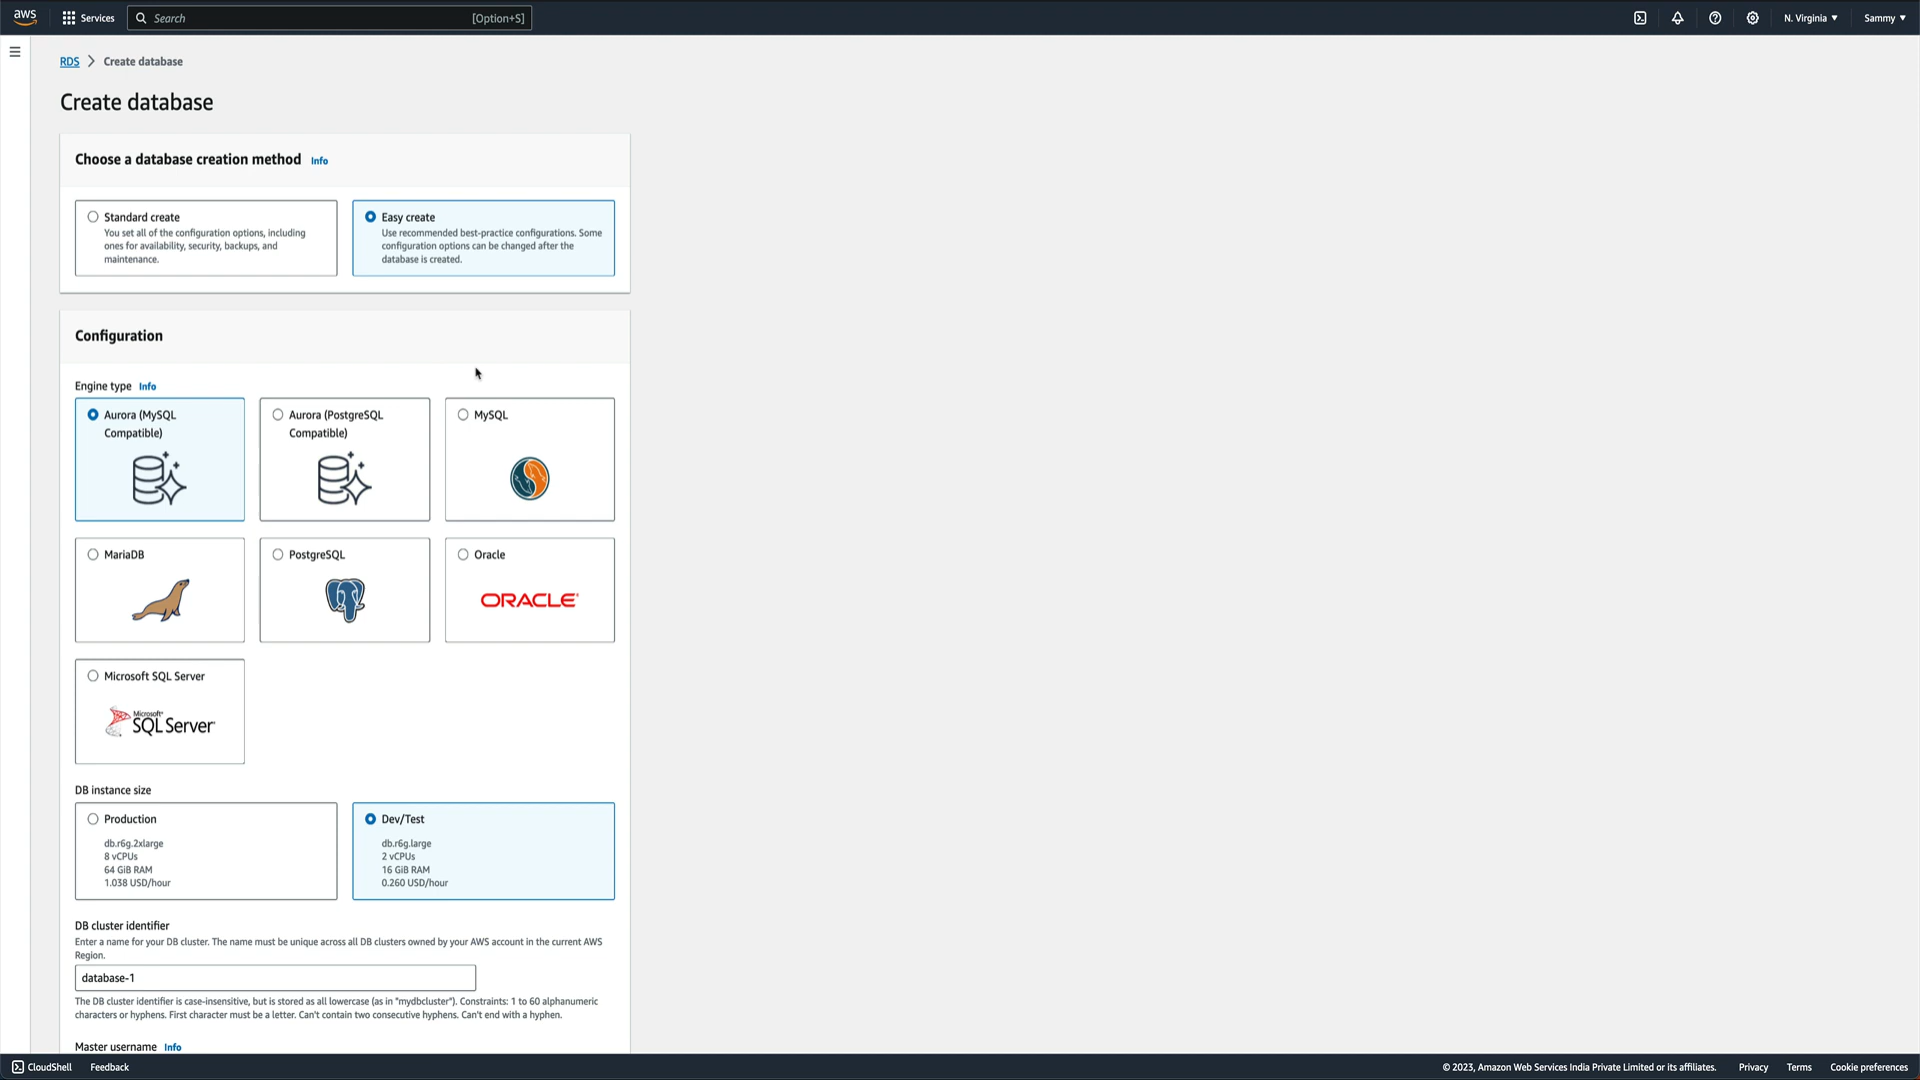 aws
Services
Search
[Option+S]
N. Virginia ▼
Sammy ▼
RDS
Create database
Create database
Choose a database creation method Info
Standard create
You set all of the configuration options, including
ones for availability, security, backups, and
maintenance.
Easy create
Use recommended best-practice configurations. Some
configuration options can be changed after the
database is created.
Configuration
Engine type Info
Aurora (MySQL
Compatible)
Aurora (PostgreSQL
Compatible)
MySQL
MariaDB
PostgreSQL
Oracle
ORACLE
Microsoft SQL Server
Microsoft
SQL Server
DB instance size
Production
db.r6g.2xlarge
8 vCPUs
64 GiB RAM
1.038 USD/hour
Dev/Test
db.r6g.large
2 vCPUs
16 GiB RAM
0.260 USD/hour
DB cluster identifier
Enter a name for your DB cluster. The name must be unique across all DB clusters owned by your AWS account in the current AWS
Region.
database-1
The DB cluster identifier is case-insensitive, but is stored as all lowercase (as in "mydbcluster"). Constraints: 1 to 60 alphanumeric
characters or hyphens. First character must be a letter. Can't contain two consecutive hyphens. Can't end with a hyphen.
Master username Info
CloudShell
Feedback
© 2023, Amazon Web Services India Private Limited or its affiliates.
Privacy
Terms
Cookie preferences